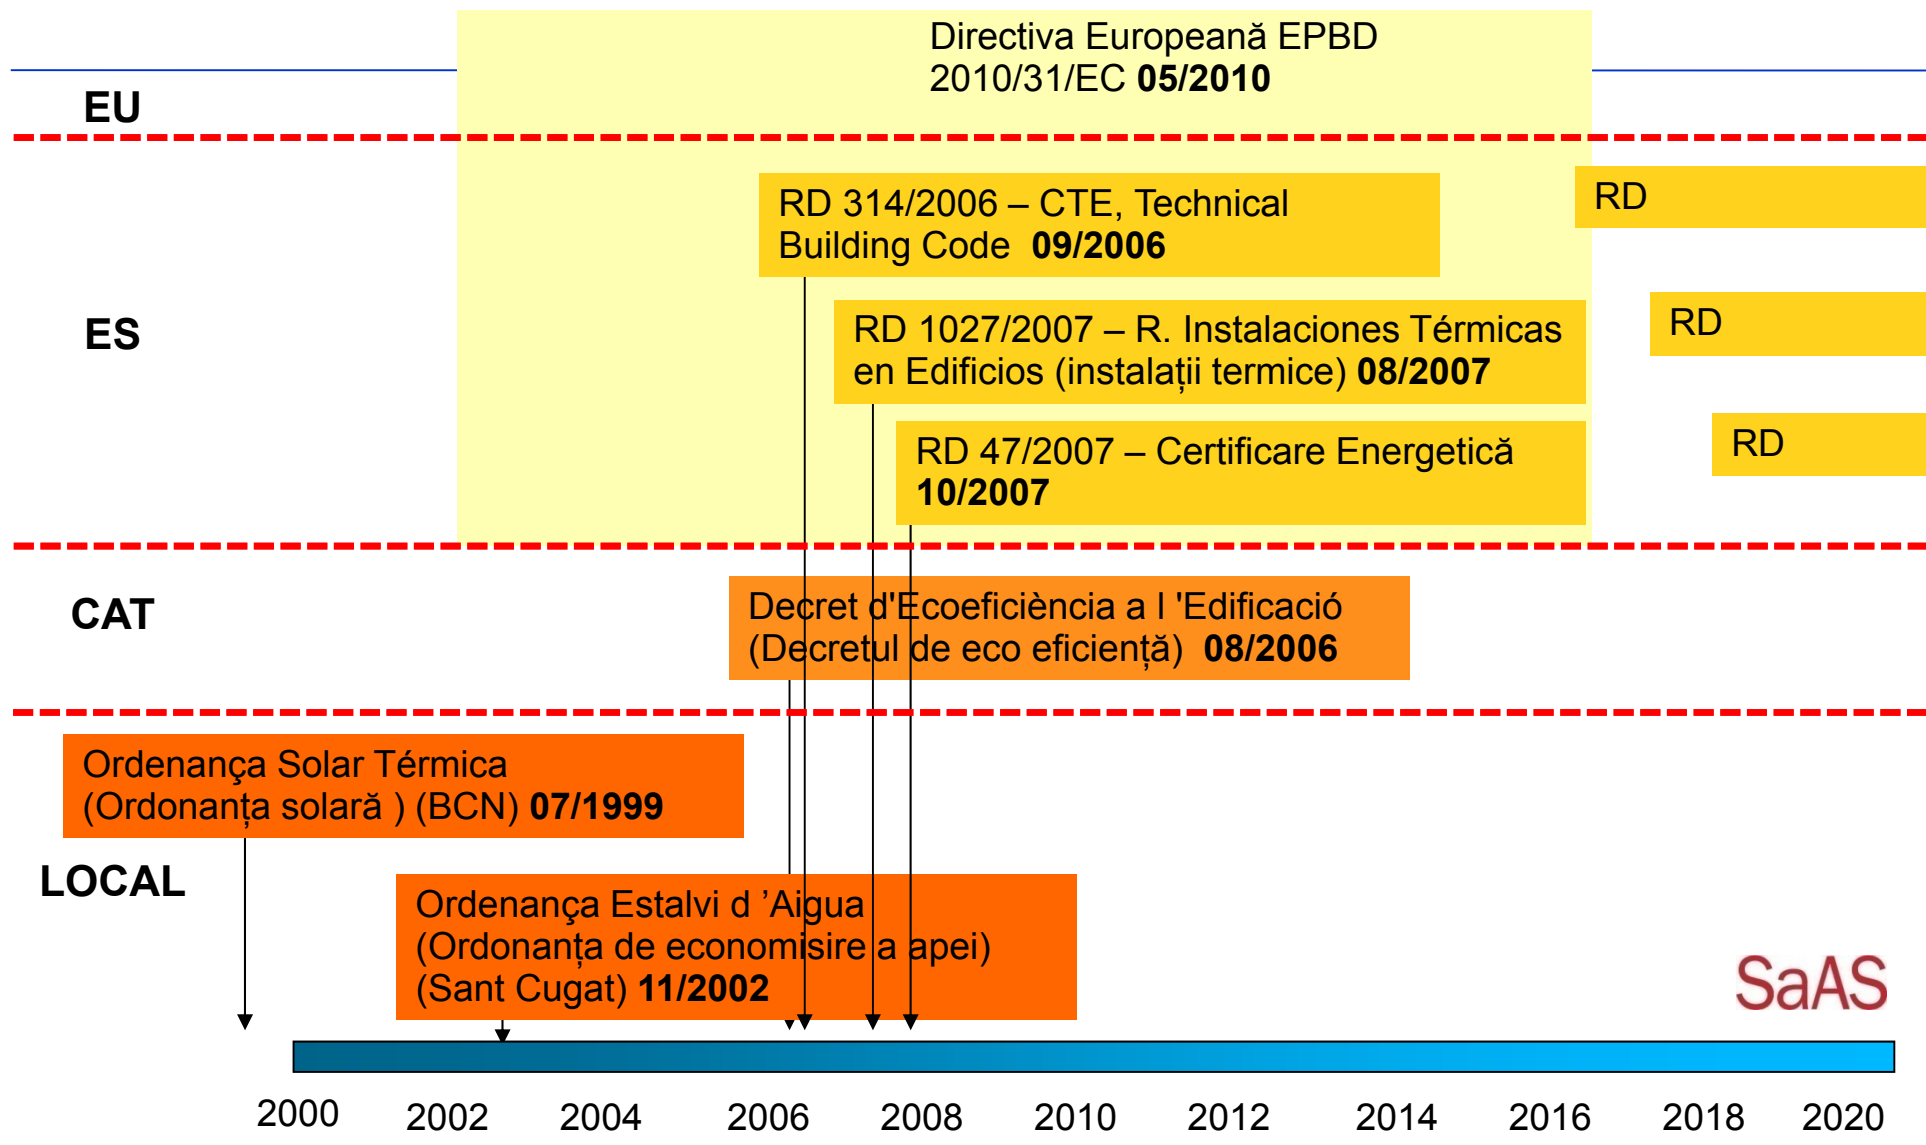 Directiva Europeană EPBD
2010/31/EC 05/2010
EU
RD 314/2006 – CTE, Technical
Building Code 09/2006
RD
ES
RD 1027/2007 – R. Instalaciones Térmicas
en Edificios (instalații termice) 08/2007
RD
RD 47/2007 – Certificare Energetică
10/2007
RD
CAT
Decret d'Ecoeficiència a l 'Edificació
(Decretul de eco eficiență) 08/2006
Ordenança Solar Térmica
(Ordonanța solară ) (BCN) 07/1999
LOCAL
Ordenança Estalvi d ’Aigua
(Ordonanța de economisire a apei)
(Sant Cugat) 11/2002
SaAS
2000 2002 2004 2006 2008 2010 2012 2014 2016 2018 2020